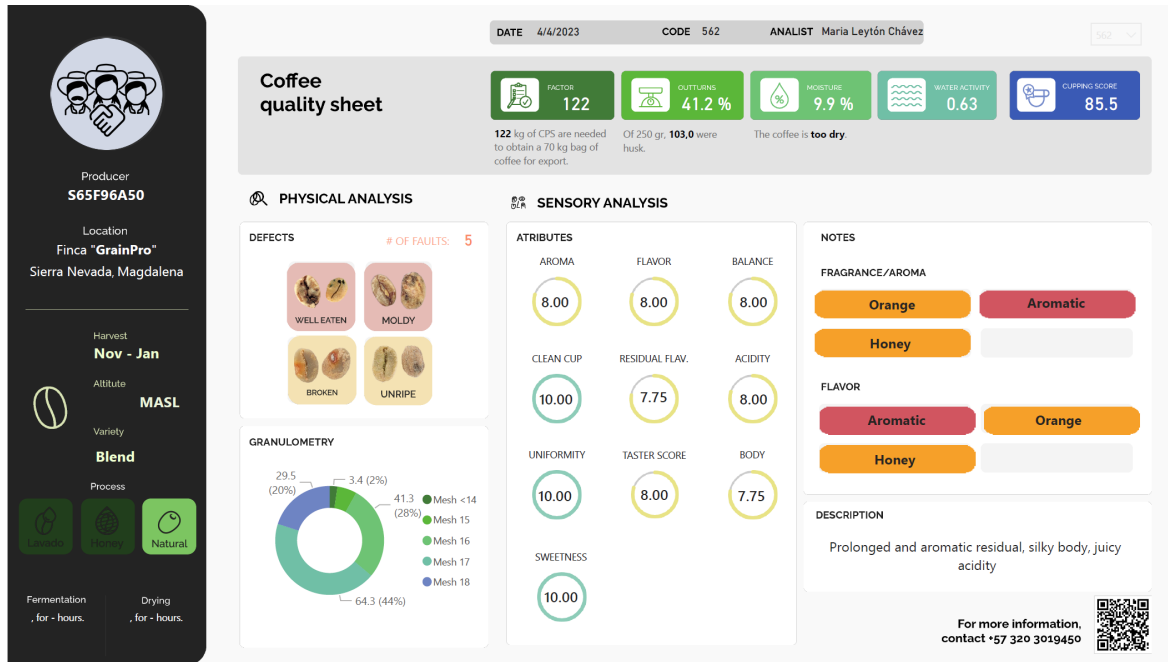 DATE 4/4/2023 CODE 562 ANALIST Maria Leytón Chávez
562
Coffee
quality sheet
FACTOR
122
OUTTURNS
41.2 %
MOISTURE
9.9 %
WATER ACTIVITY
0.63
CUPPING SCORE
85.5
122 kg of CPS are needed
to obtain a 70 kg bag of
coffee for export.
Of 250 gr, 103,0 were
husk.
The coffee is too dry.
Producer
S65F96A50
Location
Finca "GrainPro"
Sierra Nevada, Magdalena
Harvest
Nov - Jan
Altitute
MASL
Variety
Blend
Process
Lavado
Honey
Natural
Fermentation
, for - hours.
Drying
, for - hours.
PHYSICAL ANALYSIS
DEFECTS
# OF FAULTS: 5
WELL EATEN
MOLDY
BROKEN
UNRIPE
GRANULOMETRY
29.5
(20%)
3.4 (2%)
41.3
(28%)
64.3 (44%)
Mesh <14
Mesh 15
Mesh 16
Mesh 17
Mesh 18
SENSORY ANALYSIS
ATRIBUTES
AROMA
8.00
FLAVOR
8.00
BALANCE
8.00
CLEAN CUP
10.00
RESIDUAL FLAV.
7.75
ACIDITY
8.00
UNIFORMITY
10.00
TASTER SCORE
8.00
BODY
7.75
SWEETNESS
10.00
NOTES
FRAGRANCE/AROMA
Orange
Aromatic
Honey
FLAVOR
Aromatic
Orange
Honey
DESCRIPTION
Prolonged and aromatic residual, silky body, juicy
acidity
For more information,
contact +57 320 3019450